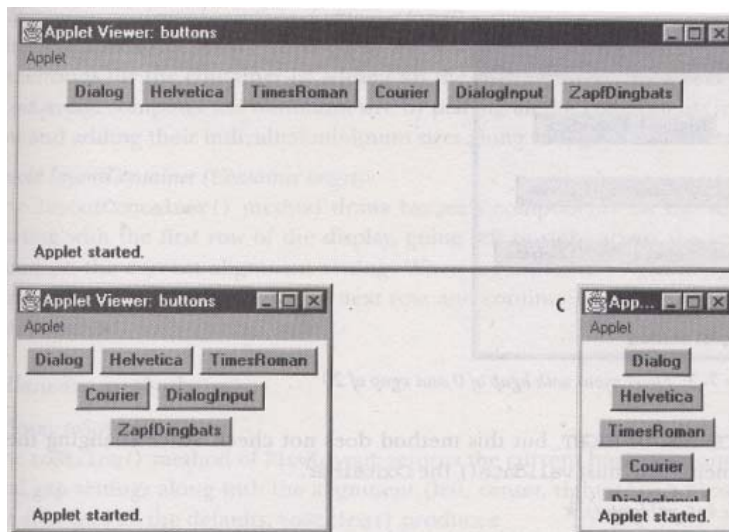 Applet Viewer: buttons
Applet
Dialog Helvetica TimesRoman Courier DialogInput ZapfDingbats
Applet started.
Applet Viewer: buttons
Applet
Dialog Helvetica TimesRoman
Courier DialogInput
ZapfDingbats
Applet started.
App...
Applet
Dialog
Helvetica
TimesRoman
Courier
DialogInput
Applet started.